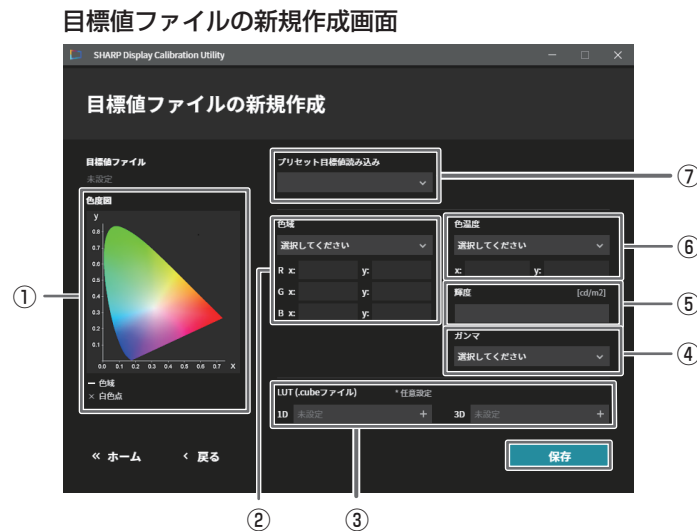 目標値ファイルの新規作成画面
SHARP Display Calibration Utility
目標値ファイルの新規作成
目標値ファイル
未設定
プリセット目標値読み込み
⑦
色度図
y
0.8
0.7
0.6
0.5
0.4
0.3
0.2
0.1
0.0 0.1 0.2 0.3 0.4 0.5 0.6 0.7 X
色域
× 白色点
①
色域
選択してください
R x: y:
G x: y:
B x: y:
②
色温度
選択してください
x: y:
⑥
輝度 [cd/m2]
⑤
ガンマ
選択してください
④
LUT (.cubeファイル) *任意設定
1D 未設定 + 3D 未設定 +
③
« ホーム ‹ 戻る 保存